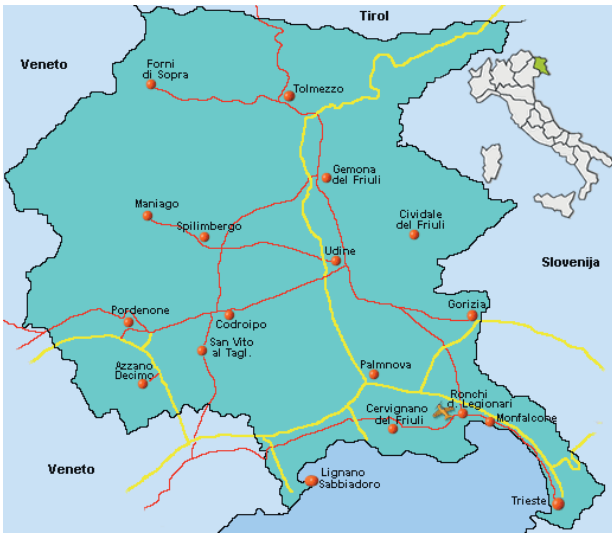 Tirol
Veneto
Forni
di Sopra
Tolmezzo
Gemona
del Friuli
Maniago
Spilimbergo
Cividale
del Friuli
Udine
Slovenija
Gorizia
Pordenone
Codroipo
San Vito
al Tagl.
Azzano
Decimo
Palmnova
Ronchi
d. Legionari
Cervignano
del Friuli
Monfalcone
Veneto
Lignano
Sabbiadoro
Trieste